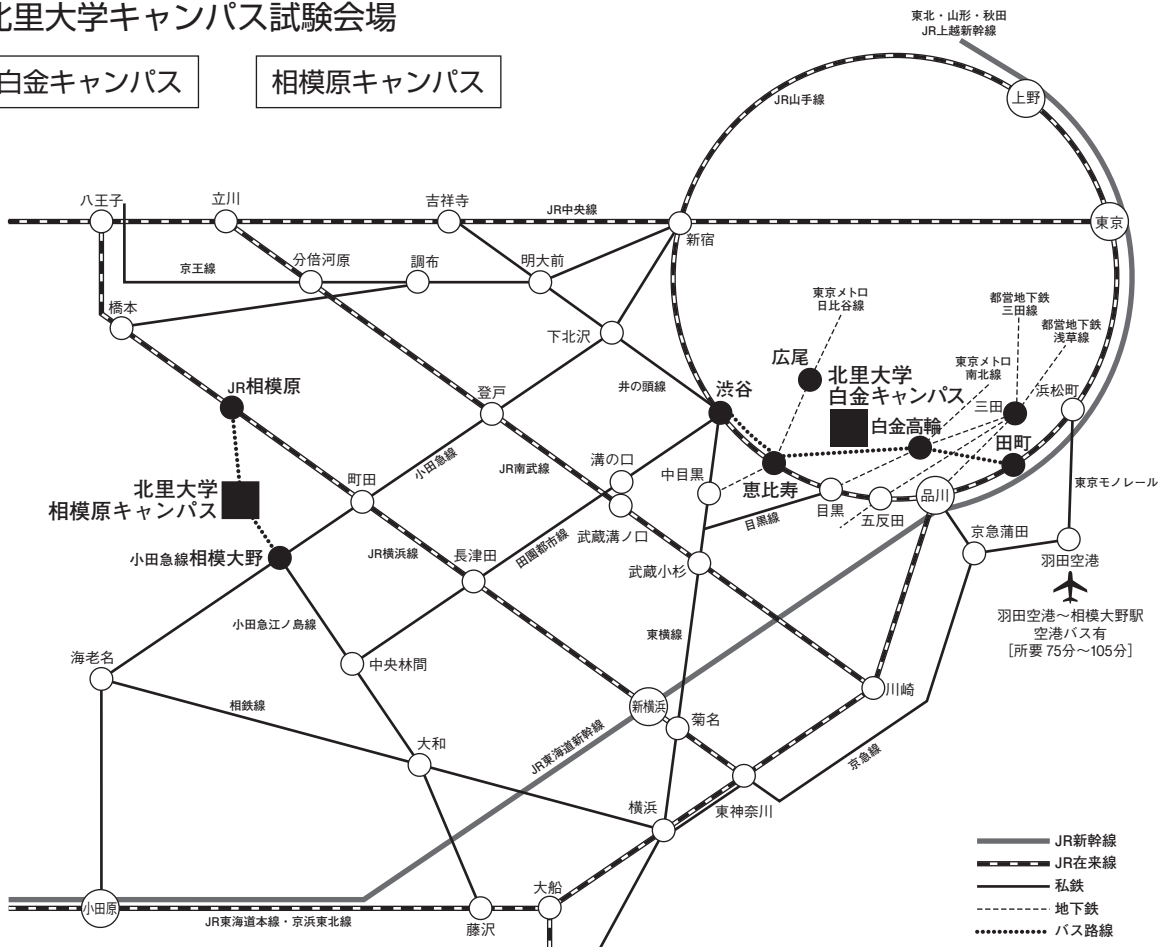 北里大学キャンパス試験会場
白金キャンパス
相模原キャンパス
東北・山形・秋田
JR上越新幹線
上野
JR山手線
八王子
立川
吉祥寺
JR中央線
新宿
東京
京王線
分倍河原
調布
明大前
橋本
下北沢
東京メトロ
日比谷線
都営地下鉄
三田線
都営地下鉄
浅草線
東京メトロ
南北線
広尾
北里大学
白金キャンパス
井の頭線
渋谷
浜松町
三田
白金高輪
田町
JR相模原
登戸
小田急線
JR南武線
溝の口
中目黒
恵比寿
目黒
五反田
品川
東京モノレール
北里大学
相模原キャンパス
町田
武蔵溝ノ口
目黒線
京急蒲田
羽田空港
小田急線相模大野
JR横浜線
長津田
田園都市線
武蔵小杉
羽田空港〜相模大野駅
空港バス有
[所要 75分〜105分]
小田急江ノ島線
東横線
海老名
中央林間
相鉄線
川崎
新横浜
菊名
大和
JR東海道新幹線
京急線
横浜
東神奈川
小田原
JR東海道本線・京浜東北線
藤沢
大船
JR新幹線
JR在来線
私鉄
地下鉄
バス路線